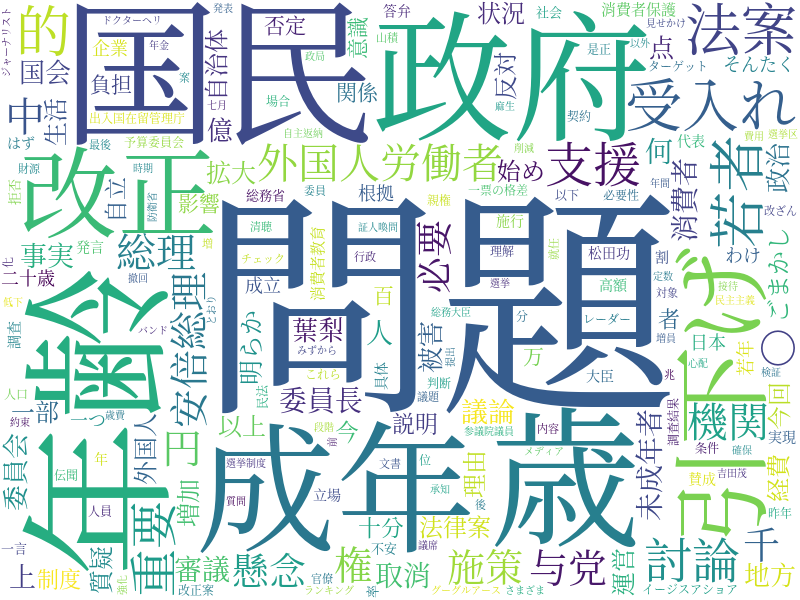 国民
政府
法案
的
国会
中
生活
企業
負担
否定
自治体
億
意識
状況
関係
反対
点
そんたく
受入れ
ジャーナリスト
ドクターヘリ
年金
発表
案
政局
答弁
社会
消費者保護
見せかけ
是正
以外
ターゲット
山積
麻生
契約
七月
場合
自主返納
削減
出入国在留管理庁
予算委員会
はず
最後
財源
時期
拒否
防衛省
改正
自立
影響
拡大
外国人労働者
始め
支援
何
代表
費用
選挙区
若者
政治
改ざん
消費者
わけ
総務省
委員
根拠
親権
一票の格差
以下
必要性
年間
事実
発言
総理
二十歳
撤回
増
清聴
証人喚問
施行
就任
チェック
行政
理解
選挙
松田功
割
高額
定数
対象
接待
民主主義
ごまかし
問題
年齢
引下げ
安倍総理
明らか
成立
消費者教育
百
必要
化
低下
調査
バンド
とおり
葉梨
人
被害
みずから
これら
具体
総務大臣
提出
分
レーダー
者
増員
日本
心配
若年
検証
万
判断
大臣
兆
〇
機関
今回
実現
人口
約束
歳費
一部
一つ
外国人
民法
委員長
議題
議論
参議院議員
内容
未成年者
調査結果
条件
確保
賛成
吉田茂
経費
昨年
委員会
伝聞
年
人員
円
以上
段階
前
今
説明
成年
歳
選挙制度
文書
位
メディア
理由
増加
質問
立場
承知
後
十分
法律案
重要
一言
上
制度
質疑
強化
改正案
審議
懸念
官僚
不安
議席
権
取消
ランキング
施策
グーグルアース
さまざま
与党
運営
討論
イージスアショア
千
地方